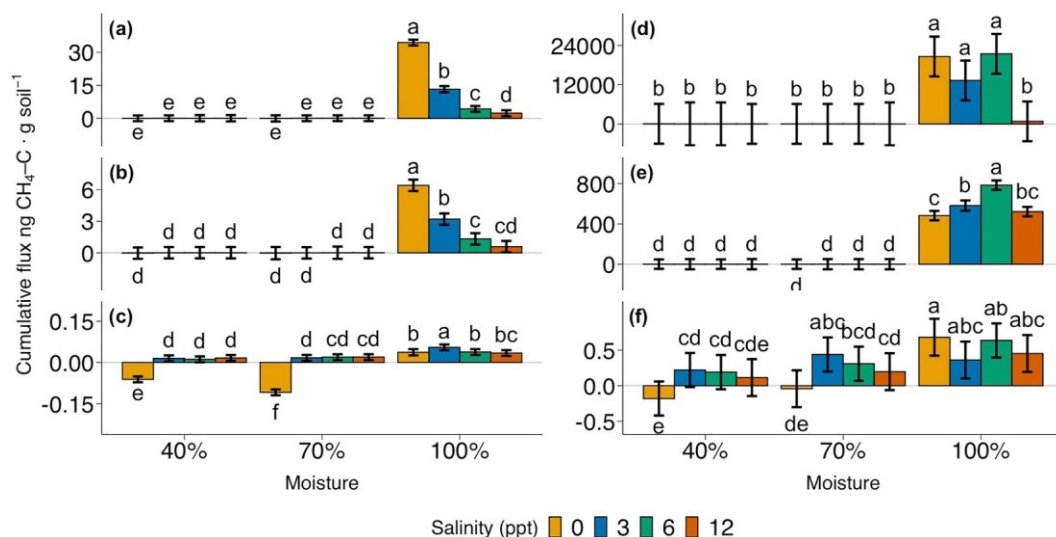 Cumulative flux ng CH₄–C · g soil⁻¹
(a)
30
15
0
e e e e
e e e e
a b c d
(b)
6
3
0
d d d d
d d d d
a b c cd
(c)
0.15
0.00
-0.15
e d d d
f d cd cd
b a b bc
40% 70% 100%
Moisture
(d)
24000
12000
0
b b b b
b b b b
a a a b
(e)
800
400
0
d d d d
d d d d
c b a bc
(f)
0.5
0.0
-0.5
e cd cd cde
de abc bcd cd
a abc ab abc
40% 70% 100%
Moisture
Salinity (ppt) 0 3 6 12